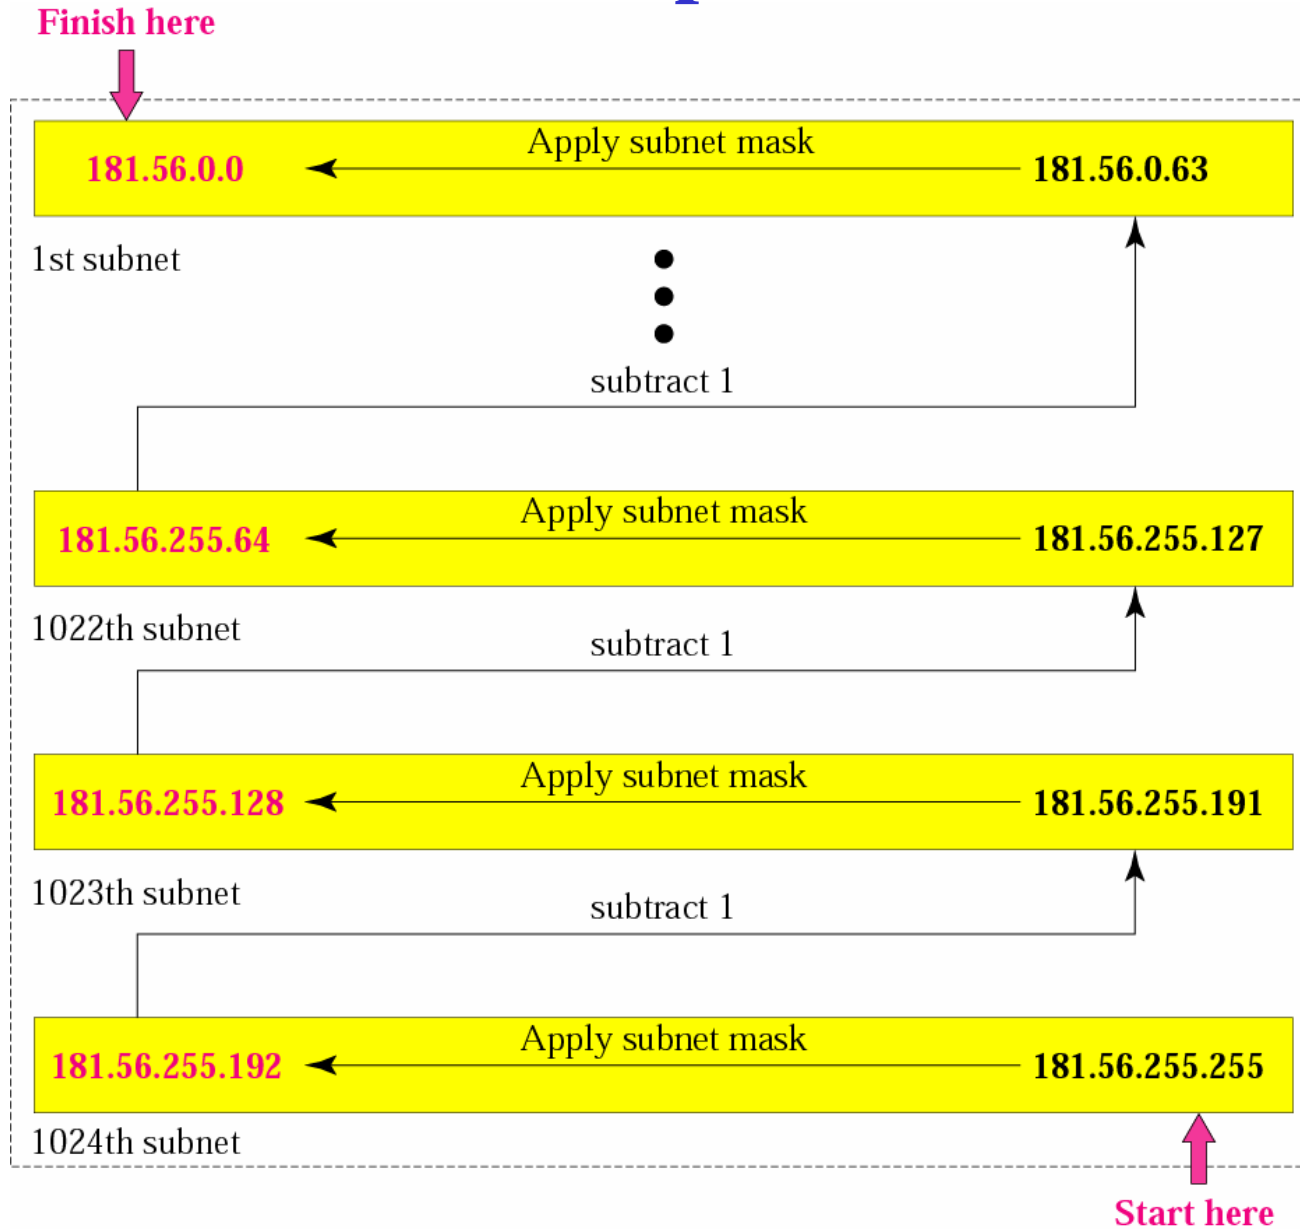 Finish here
Apply subnet mask
181.56.0.0 181.56.0.63
1st subnet
subtract 1
Apply subnet mask
181.56.255.64 181.56.255.127
1022th subnet
subtract 1
Apply subnet mask
181.56.255.128 181.56.255.191
1023th subnet
subtract 1
Apply subnet mask
181.56.255.192 181.56.255.255
1024th subnet
Start here